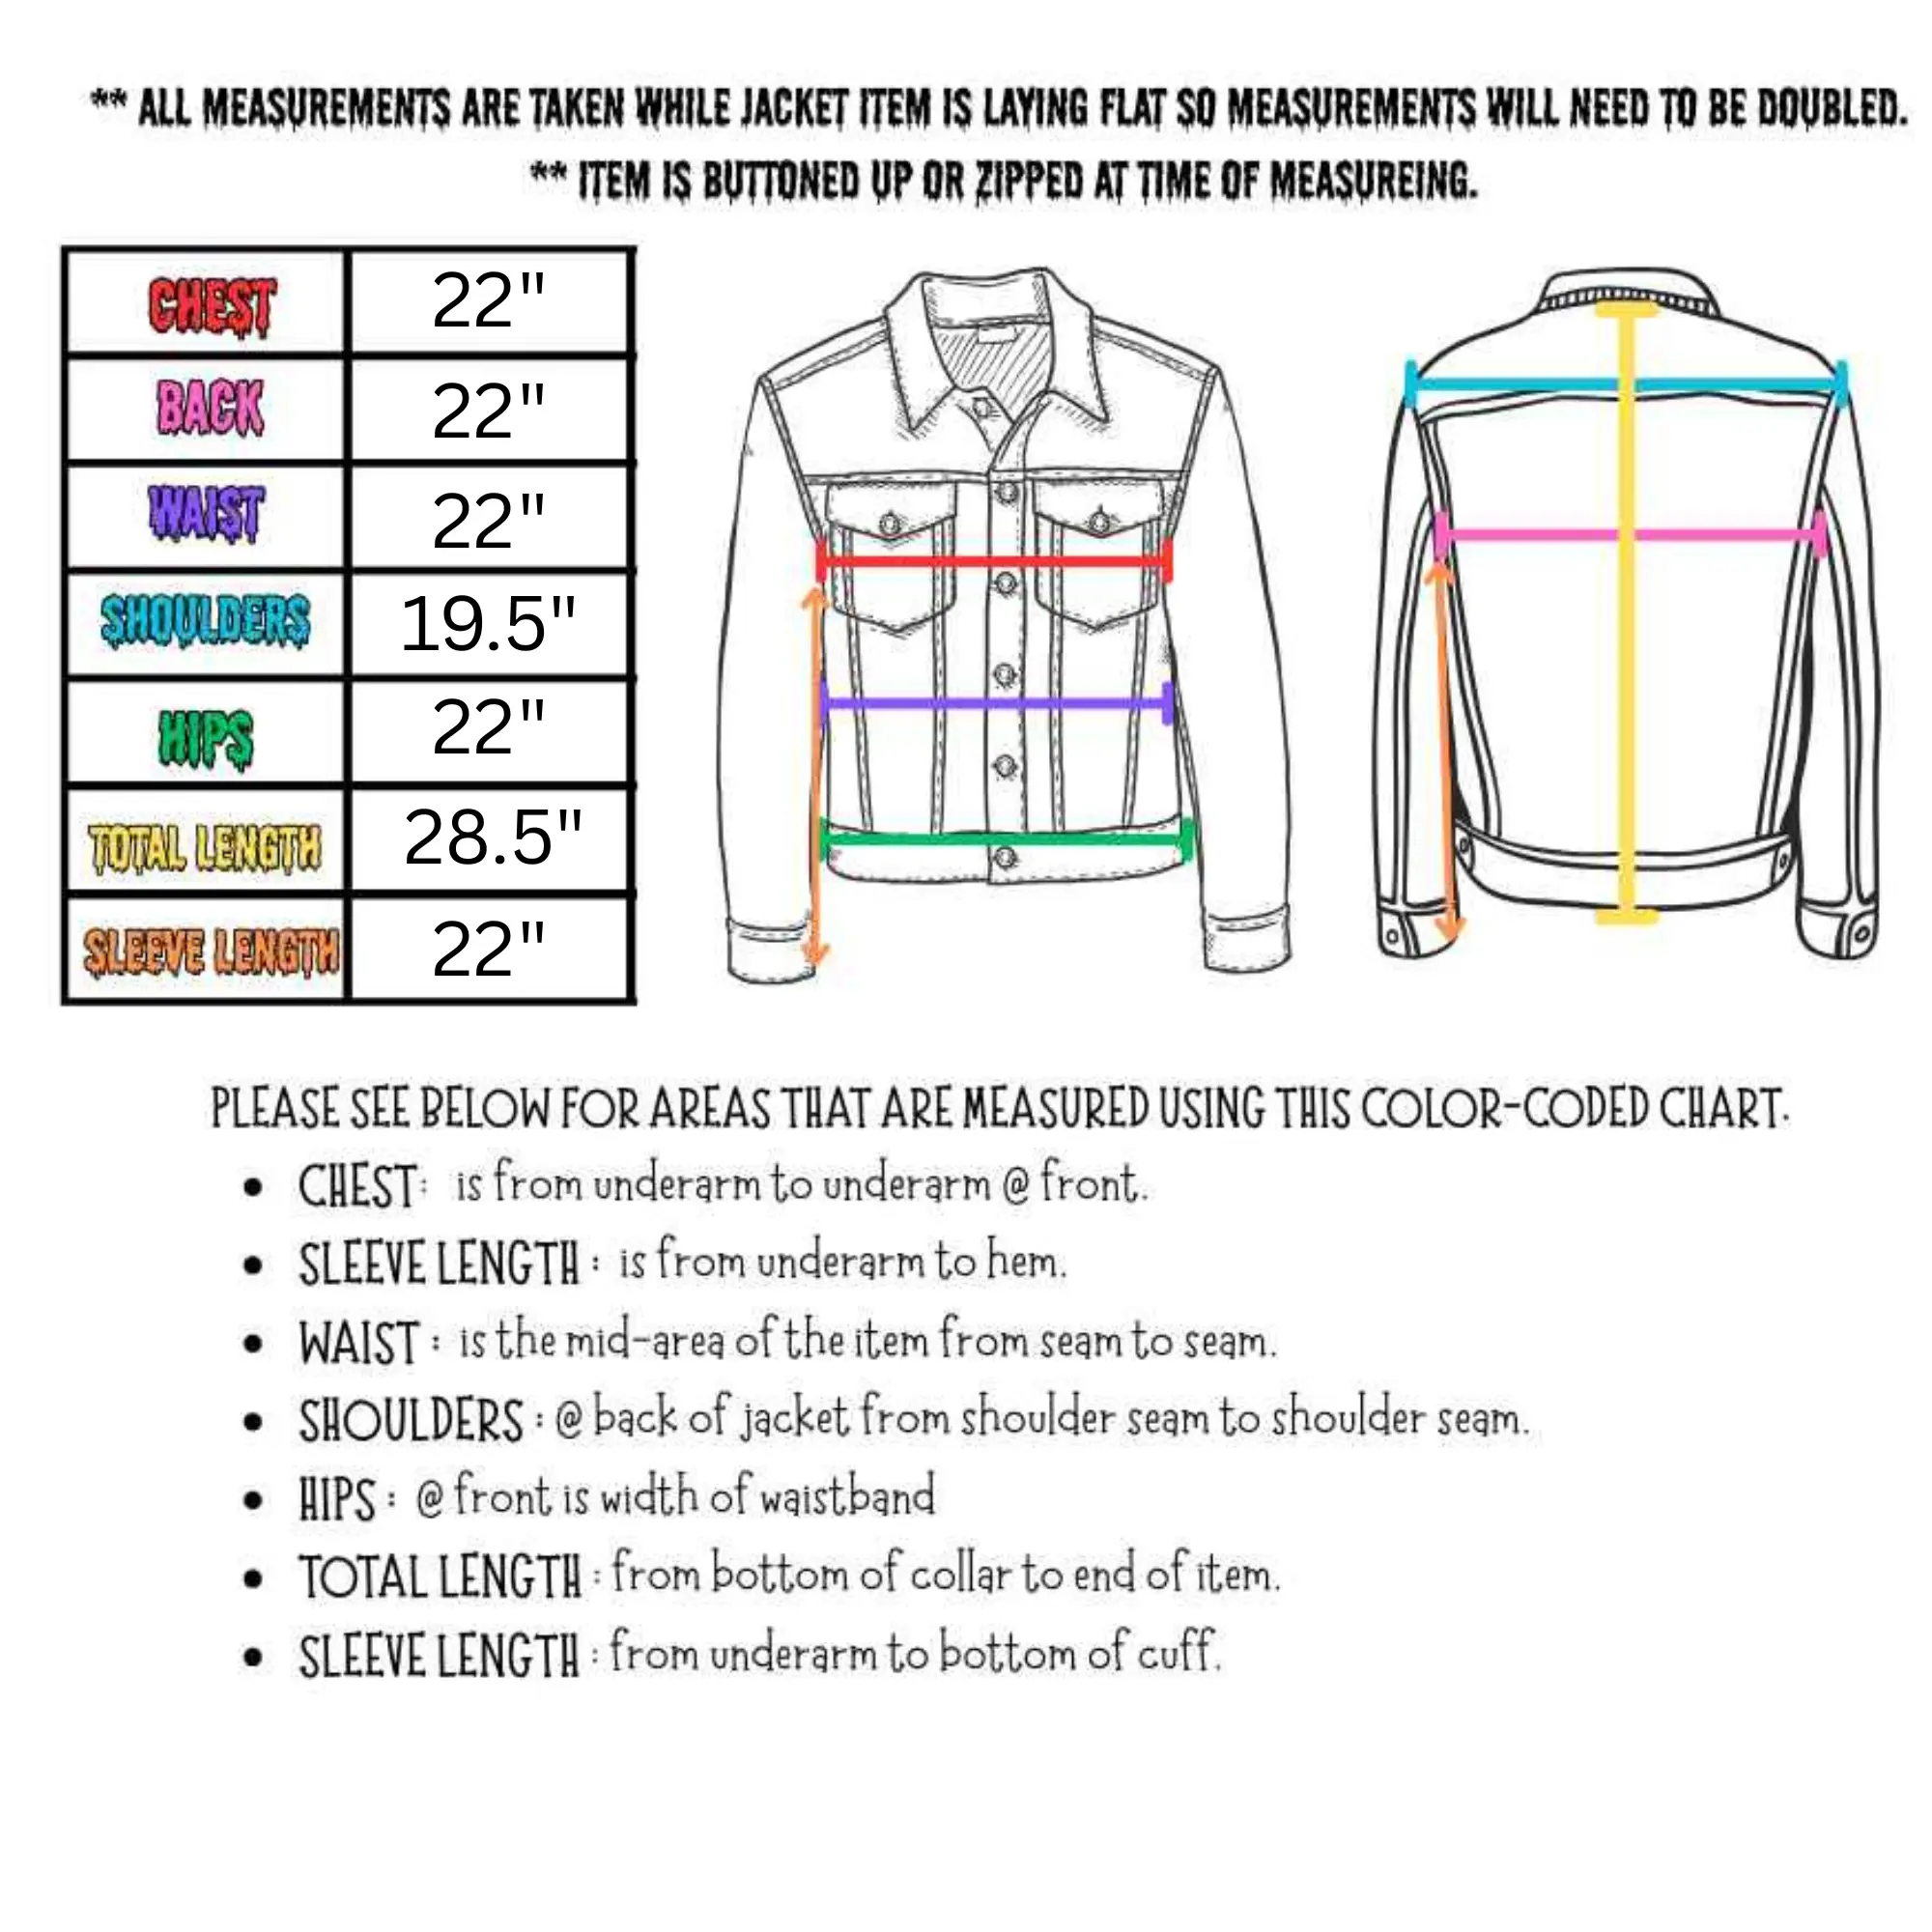 ** ALL MEASUREMENTS ARE TAKEN WHILE JACKET ITEM IS LAYING FLAT SO MEASUREMENTS WILL NEED TO BE DOUBLED.
** ITEM IS BUTTONED UP OR ZIPPED AT TIME OF MEASUREING.
CHEST 22"
BACK 22"
WAIST 22"
SHOULDERS 19.5"
HIPS 22"
TOTAL LENGTH 28.5"
SLEEVE LENGTH 22"
PLEASE SEE BELOW FOR AREAS THAT ARE MEASURED USING THIS COLOR-CODED CHART.
• CHEST: is from underarm to underarm @ front.
• SLEEVE LENGTH : is from underarm to hem.
• WAIST : is the mid-area of the item from seam to seam.
• SHOULDERS : @ back of jacket from shoulder seam to shoulder seam.
• HIPS : @ front is width of waistband
• TOTAL LENGTH : from bottom of collar to end of item.
• SLEEVE LENGTH : from underarm to bottom of cuff.